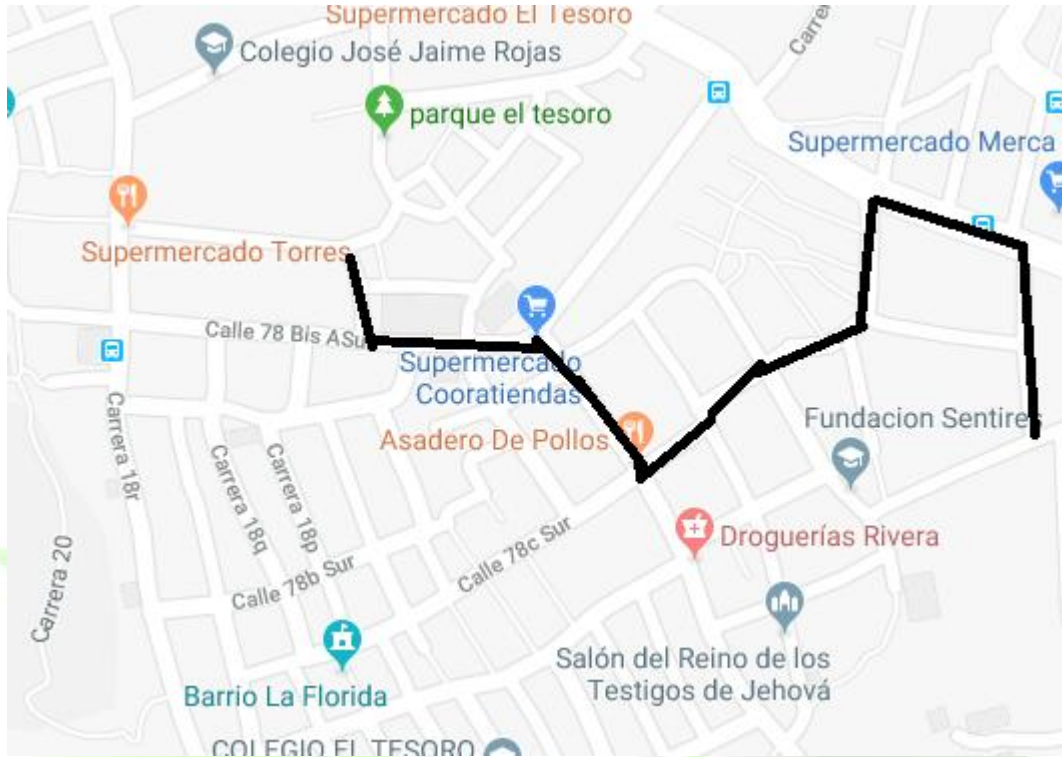 Supermercado El Tesoro
Colegio José Jaime Rojas
Carre
parque el tesoro
Supermercado Merca
Supermercado Torres
Calle 78 Bis ASu
Supermercado
Cooratiendas
Asadero De Pollos
Fundacion Sentires
Carrera 18r
Carrera 18q
Carrera 18p
Droguerías Rivera
Calle 78c Sur
Calle 78b Sur
Carrera 20
Salón del Reino de los
Testigos de Jehová
Barrio La Florida
COLEGIO EL TESORO